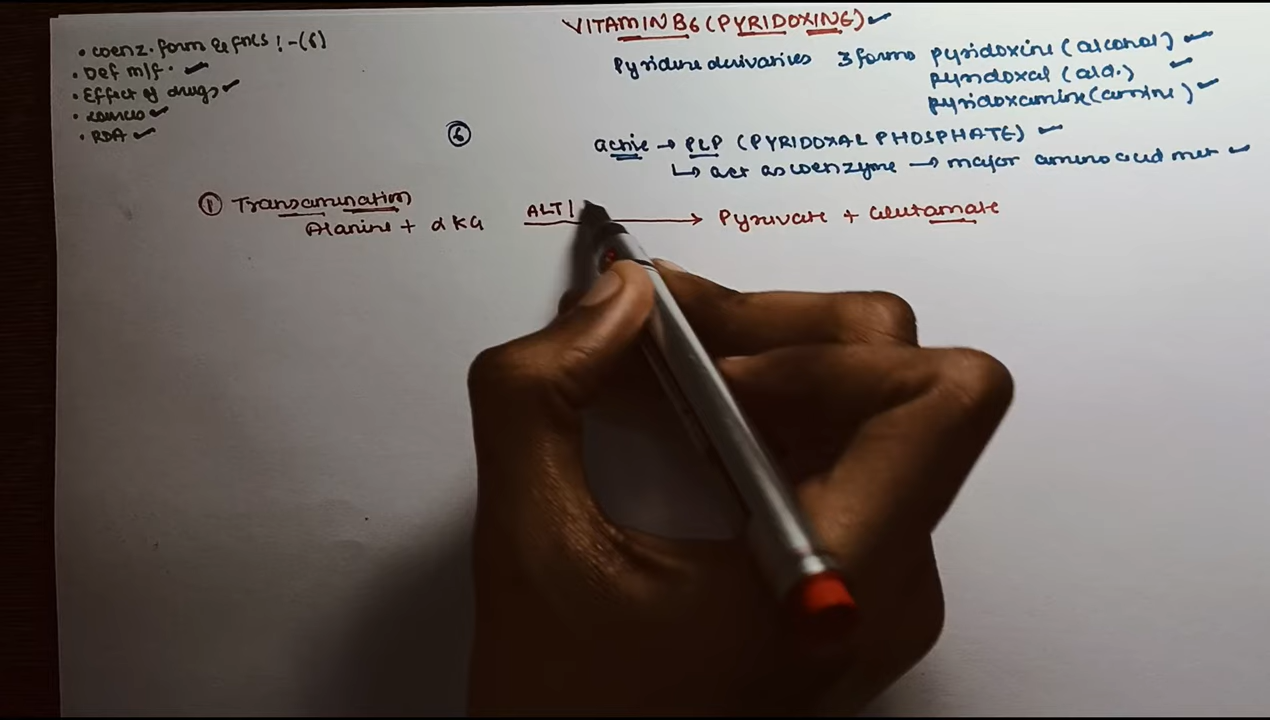 VITAMIN B6 (PYRIDOXINE)
• coenz. form & fncs :- (6)
• Def m/f.
• Effect of drugs
• sources
• RDA
Pyridine derivatives 3 forms pyridoxine (alcohol)
pyridoxal (ald.)
pyridoxamine (amine)
6
active → PLP (PYRIDOXAL PHOSPHATE)
↳ act as coenzyme → major amino acid met
① Transamination
Alanine + αKG ALT| → Pyruvate + Glutamate